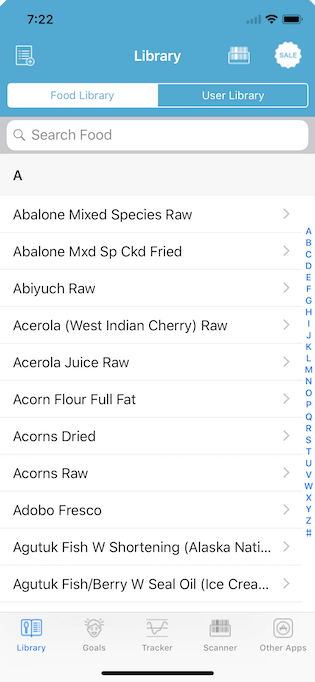 7:22
Library
SALE
Food Library
User Library
Search Food
A
Abalone Mixed Species Raw
Abalone Mxd Sp Ckd Fried
Abiyuch Raw
Acerola (West Indian Cherry) Raw
Acerola Juice Raw
Acorn Flour Full Fat
Acorns Dried
Acorns Raw
Adobo Fresco
Agutuk Fish W Shortening (Alaska Nati...
Agutuk Fish/Berry W Seal Oil (Ice Crea...
A
B
C
D
E
F
G
H
I
J
K
L
M
N
O
P
Q
R
S
T
U
V
W
X
Y
Z
#
Library
Goals
Tracker
Scanner
Other Apps